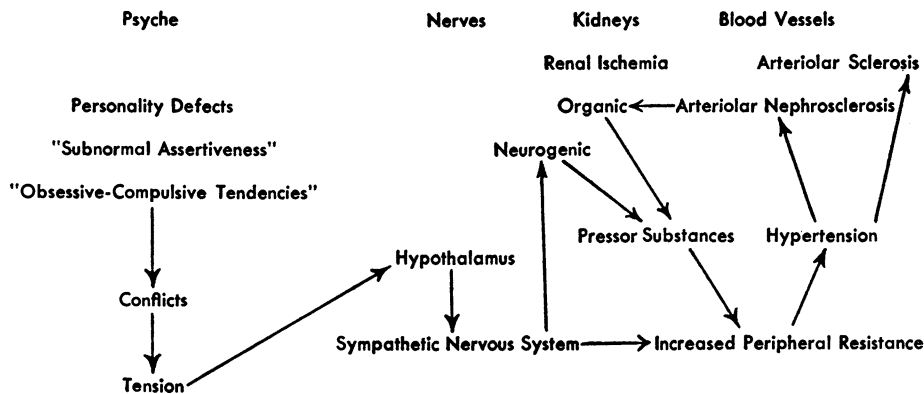 Psyche Nerves Kidneys Blood Vessels
Renal Ischemia Arteriolar Sclerosis
Personality Defects Organic Arteriolar Nephrosclerosis
"Subnormal Assertiveness" Neurogenic
"Obsessive-Compulsive Tendencies"
Pressor Substances Hypertension
Hypothalamus
Conflicts
Sympathetic Nervous System Increased Peripheral Resistance
Tension